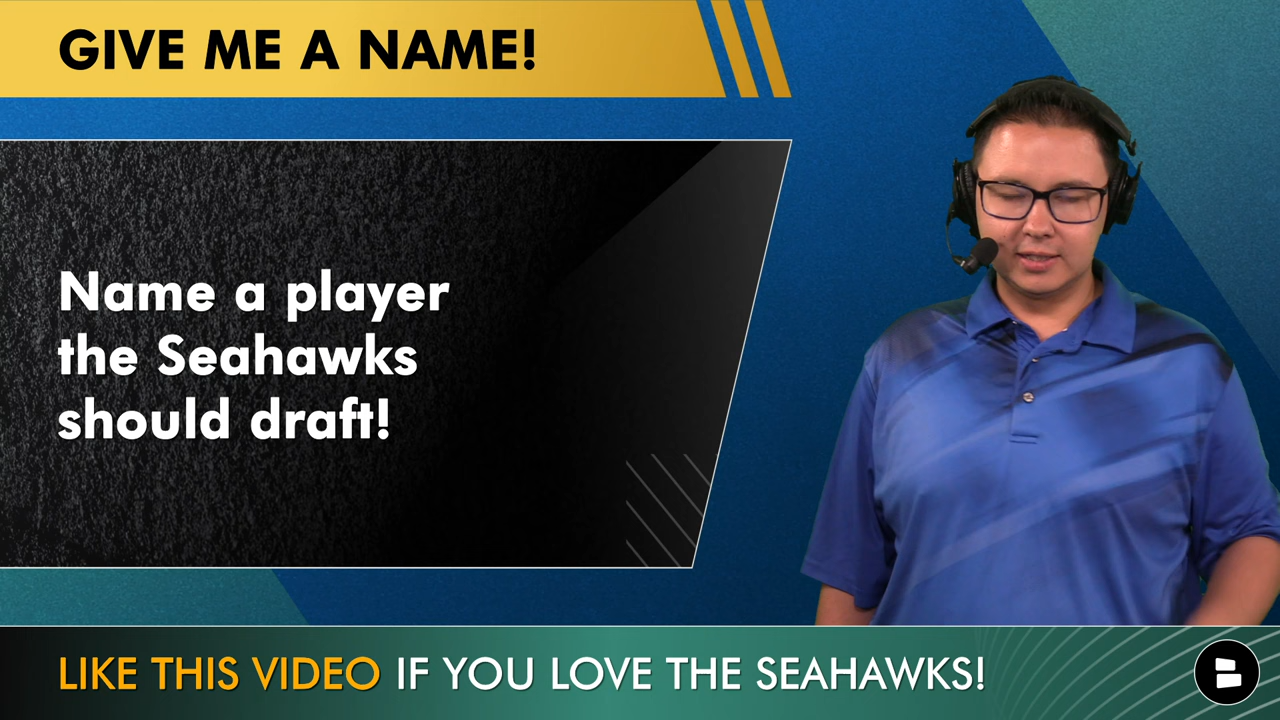 GIVE ME A NAME!
Name a player
the Seahawks
should draft!
LIKE THIS VIDEO IF YOU LOVE THE SEAHAWKS!